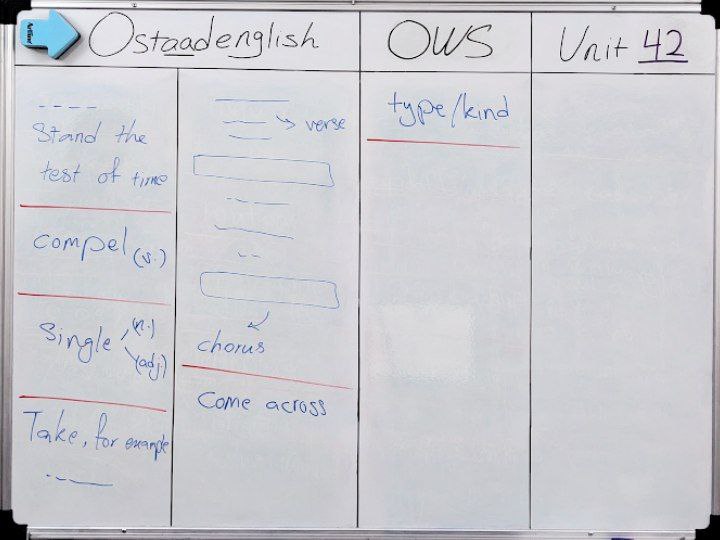 Artline
Ostaadenglish
OWS
Unit 42
Stand the
test of time
compel (v.)
Single (n.)
(adj.)
Take, for example
verse
chorus
Come across
type/kind